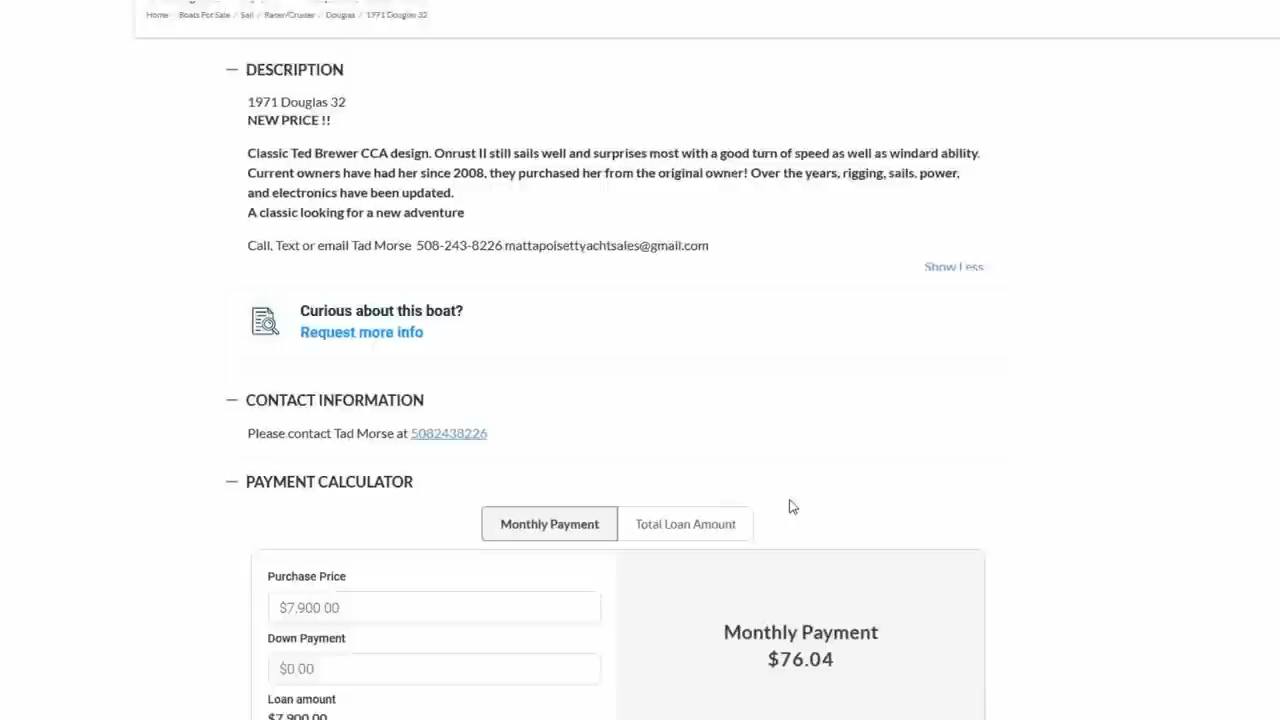 Home / Boats For Sale / Sail / Racer/Cruiser / Douglas / 1971 Douglas 32
— DESCRIPTION
1971 Douglas 32
NEW PRICE !!
Classic Ted Brewer CCA design. Onrust II still sails well and surprises most with a good turn of speed as well as windard ability.
Current owners have had her since 2008, they purchased her from the original owner! Over the years, rigging, sails, power,
and electronics have been updated.
A classic looking for a new adventure
Call, Text or email Tad Morse 508-243-8226 mattapoisettyachtsales@gmail.com
Show Less
Curious about this boat?
Request more info
— CONTACT INFORMATION
Please contact Tad Morse at 5082438226
— PAYMENT CALCULATOR
Monthly Payment
Total Loan Amount
Purchase Price
$7,900.00
Down Payment
$0.00
Loan amount
$7,900.00
Monthly Payment
$76.04